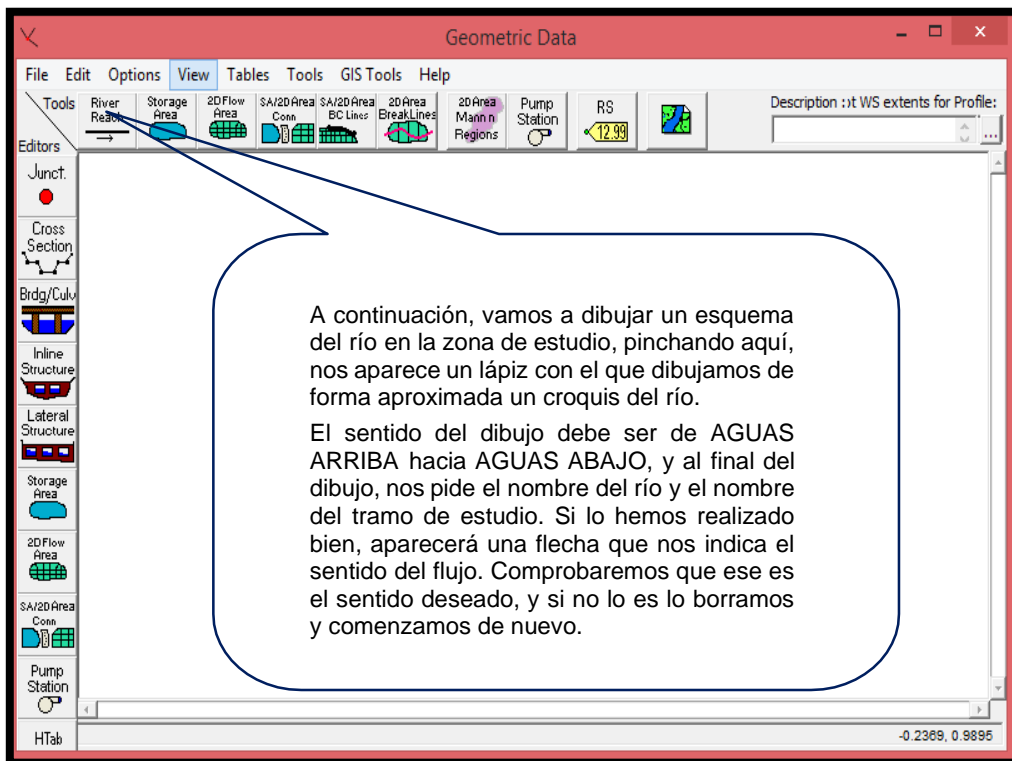 Geometric Data
File Edit Options View Tables Tools GIS Tools Help
Tools
Editors
River
Reach
Storage
Area
2D Flow
Area
SA/2D Area
Conn
SA/2D Area
BC Lines
2D Area
BreakLines
2D Area
Mann n
Regions
Pump
Station
RS
12.99
Description : >t WS extents for Profile:
...
Junct.
Cross
Section
Brdg/Culv
Inline
Structure
Lateral
Structure
Storage
Area
2D Flow
Area
SA/2D Area
Conn
Pump
Station
HTab
A continuación, vamos a dibujar un esquema
del río en la zona de estudio, pinchando aquí,
nos aparece un lápiz con el que dibujamos de
forma aproximada un croquis del río.
El sentido del dibujo debe ser de AGUAS
ARRIBA hacia AGUAS ABAJO, y al final del
dibujo, nos pide el nombre del río y el nombre
del tramo de estudio. Si lo hemos realizado
bien, aparecerá una flecha que nos indica el
sentido del flujo. Comprobaremos que ese es
el sentido deseado, y si no lo es lo borramos
y comenzamos de nuevo.
-0.2369, 0.9895